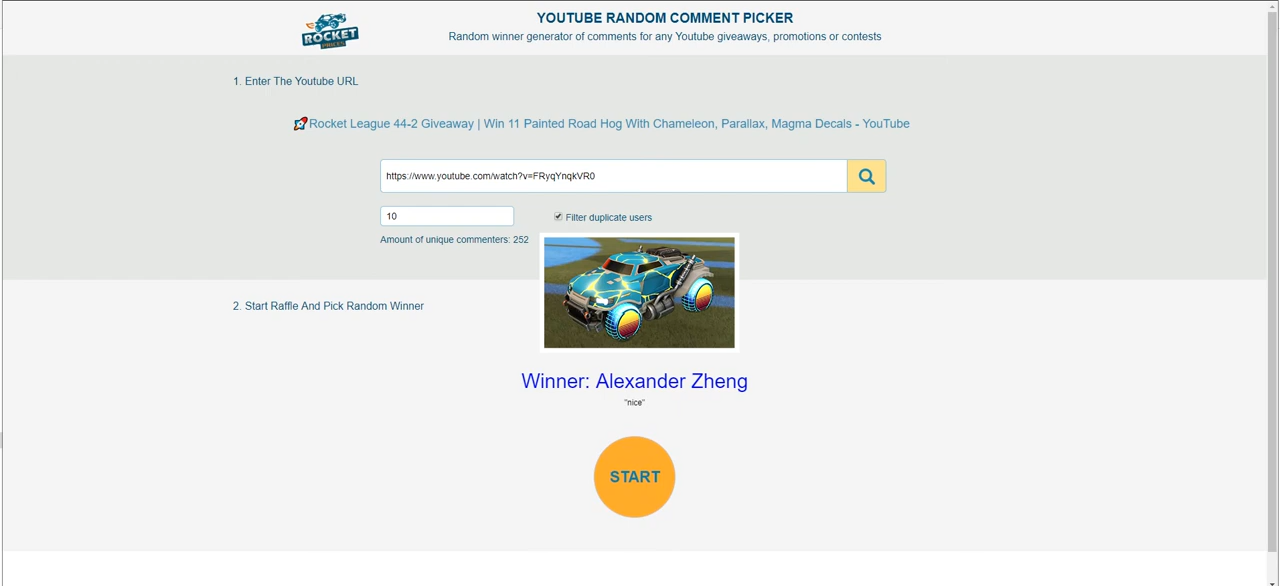 ROCKET
PRICES
YOUTUBE RANDOM COMMENT PICKER
Random winner generator of comments for any Youtube giveaways, promotions or contests
1. Enter The Youtube URL
Rocket League 44-2 Giveaway | Win 11 Painted Road Hog With Chameleon, Parallax, Magma Decals - YouTube
https://www.youtube.com/watch?v=FRyqYnqkVR0
10
Filter duplicate users
Amount of unique commenters: 252
2. Start Raffle And Pick Random Winner
Winner: Alexander Zheng
"nice"
START